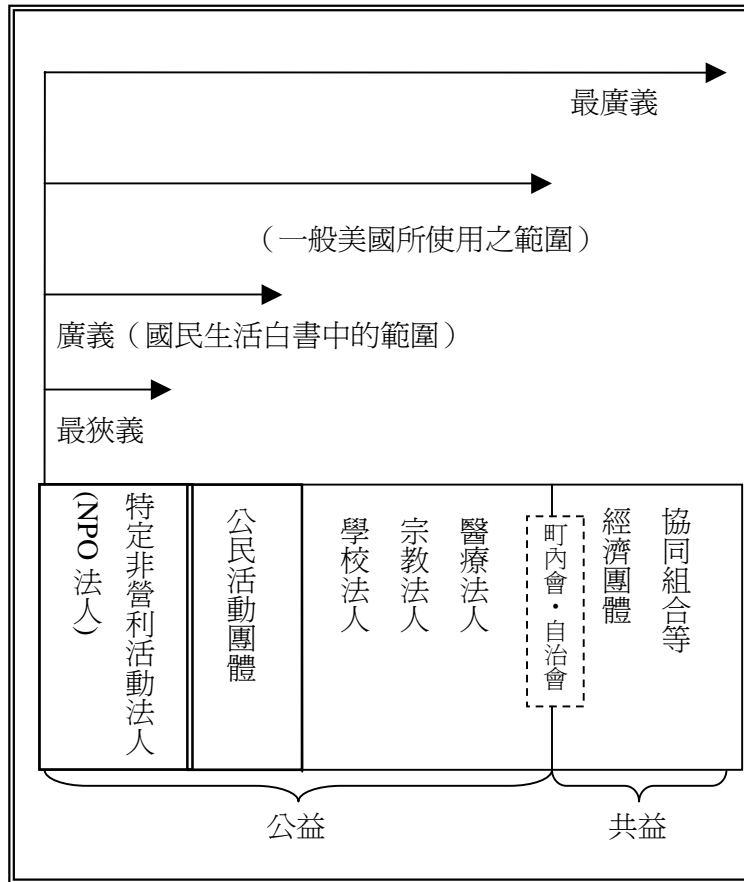 最廣義
（一般美國所使用之範圍）
廣義（國民生活白書中的範圍）
最狹義
特定非營利活動法人
(NPO 法人)
公民活動團體
學校法人
宗教法人
醫療法人
町內會・自治會
經濟團體
協同組合等
公益
共益